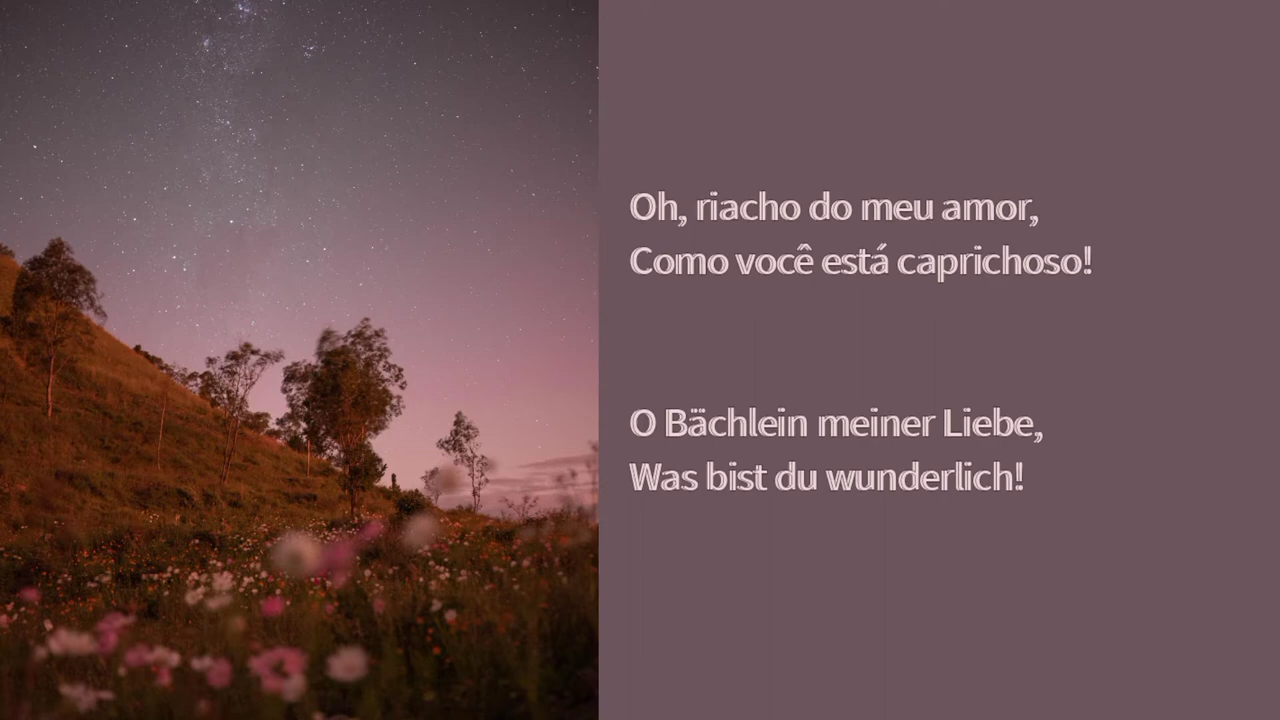 Oh, riacho do meu amor,
Como você está caprichoso!
O Bächlein meiner Liebe,
Was bist du wunderlich!